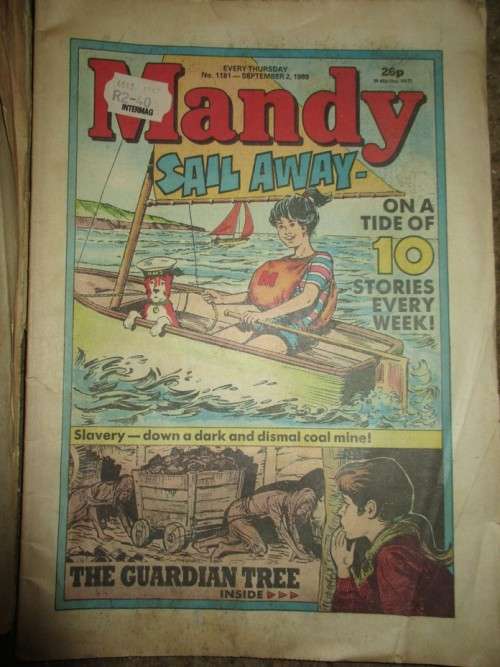 EVERY THURSDAY
No. 1181 — SEPTEMBER 2, 1989
26p
R2-40
INTERMAG
Mandy
SAIL AWAY-
ON A
TIDE OF
10
STORIES
EVERY
WEEK!
M
Slavery — down a dark and dismal coal mine!
THE GUARDIAN TREE
INSIDE